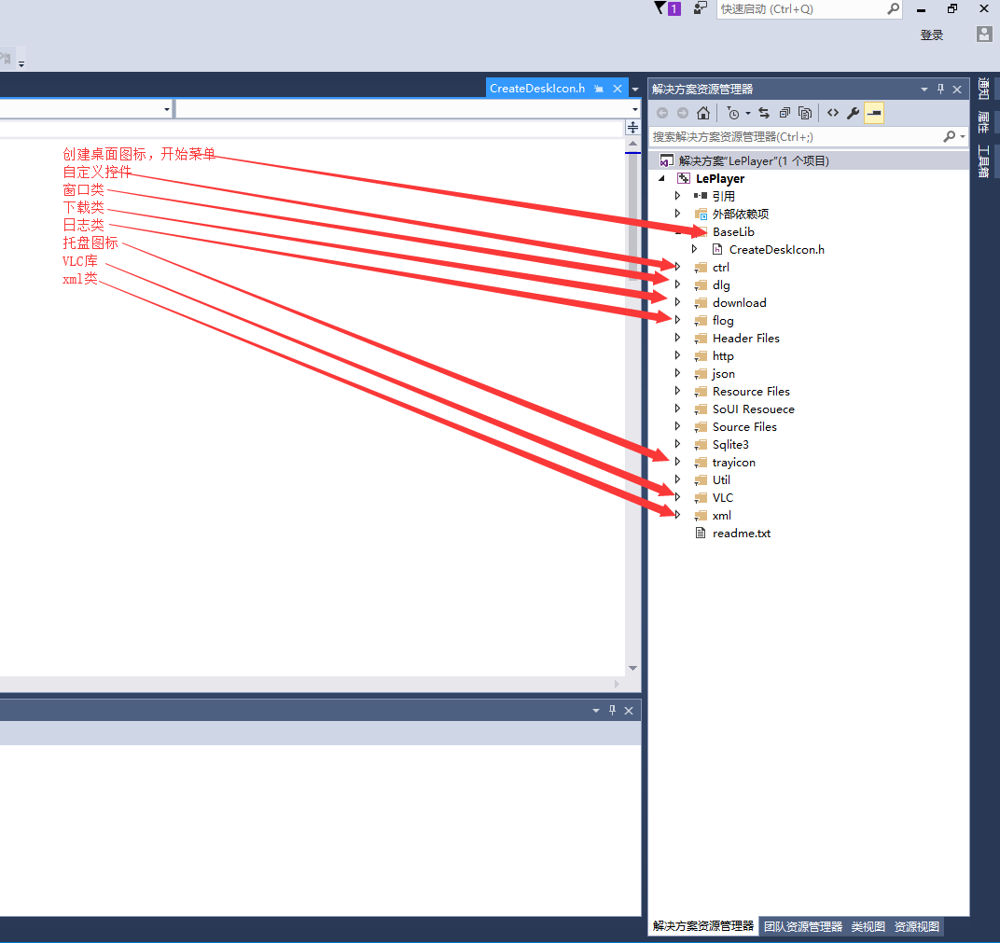 1
快速启动 (Ctrl+Q)
登录
CreateDeskIcon.h
创建桌面图标，开始菜单
自定义控件
窗口类
下载类
日志类
托盘图标
VLC库
xml类
解决方案资源管理器
搜索解决方案资源管理器(Ctrl+;)
解决方案"LePlayer"(1 个项目)
LePlayer
引用
外部依赖项
BaseLib
CreateDeskIcon.h
ctrl
dlg
download
flog
Header Files
http
json
Resource Files
SoUI Resouece
Source Files
Sqlite3
trayicon
Util
VLC
xml
readme.txt
解决方案资源管理器 团队资源管理器 类视图 资源视图
通知
属性
工具箱